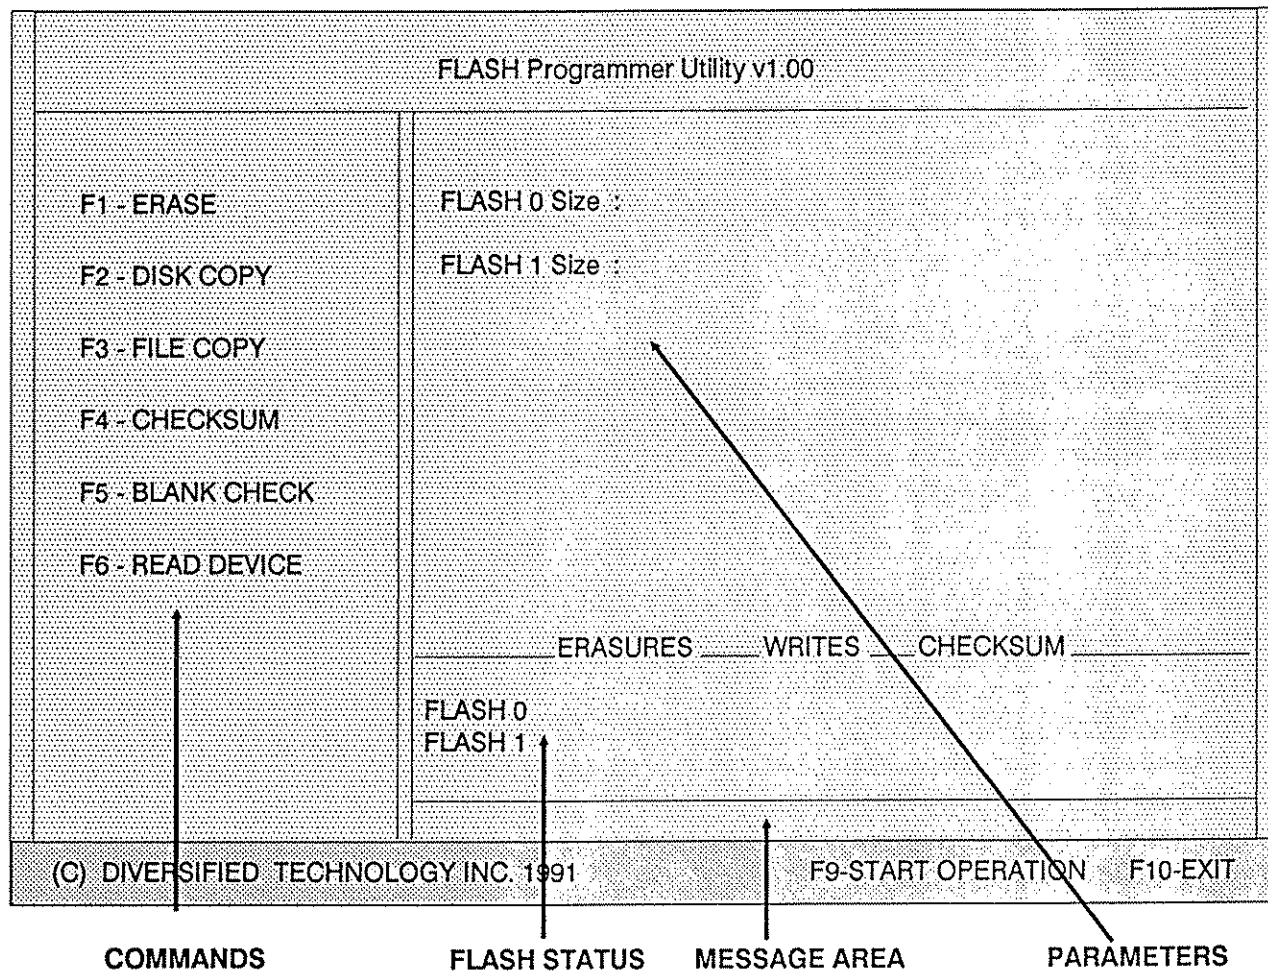 FLASH Programmer Utility v1.00
F1 - ERASE
F2 - DISK COPY
F3 - FILE COPY
F4 - CHECKSUM
F5 - BLANK CHECK
F6 - READ DEVICE
FLASH 0 Size :
FLASH 1 Size :
ERASURES WRITES CHECKSUM
FLASH 0
FLASH 1
(C) DIVERSIFIED TECHNOLOGY INC. 1991 F9-START OPERATION F10-EXIT
COMMANDS FLASH STATUS MESSAGE AREA PARAMETERS